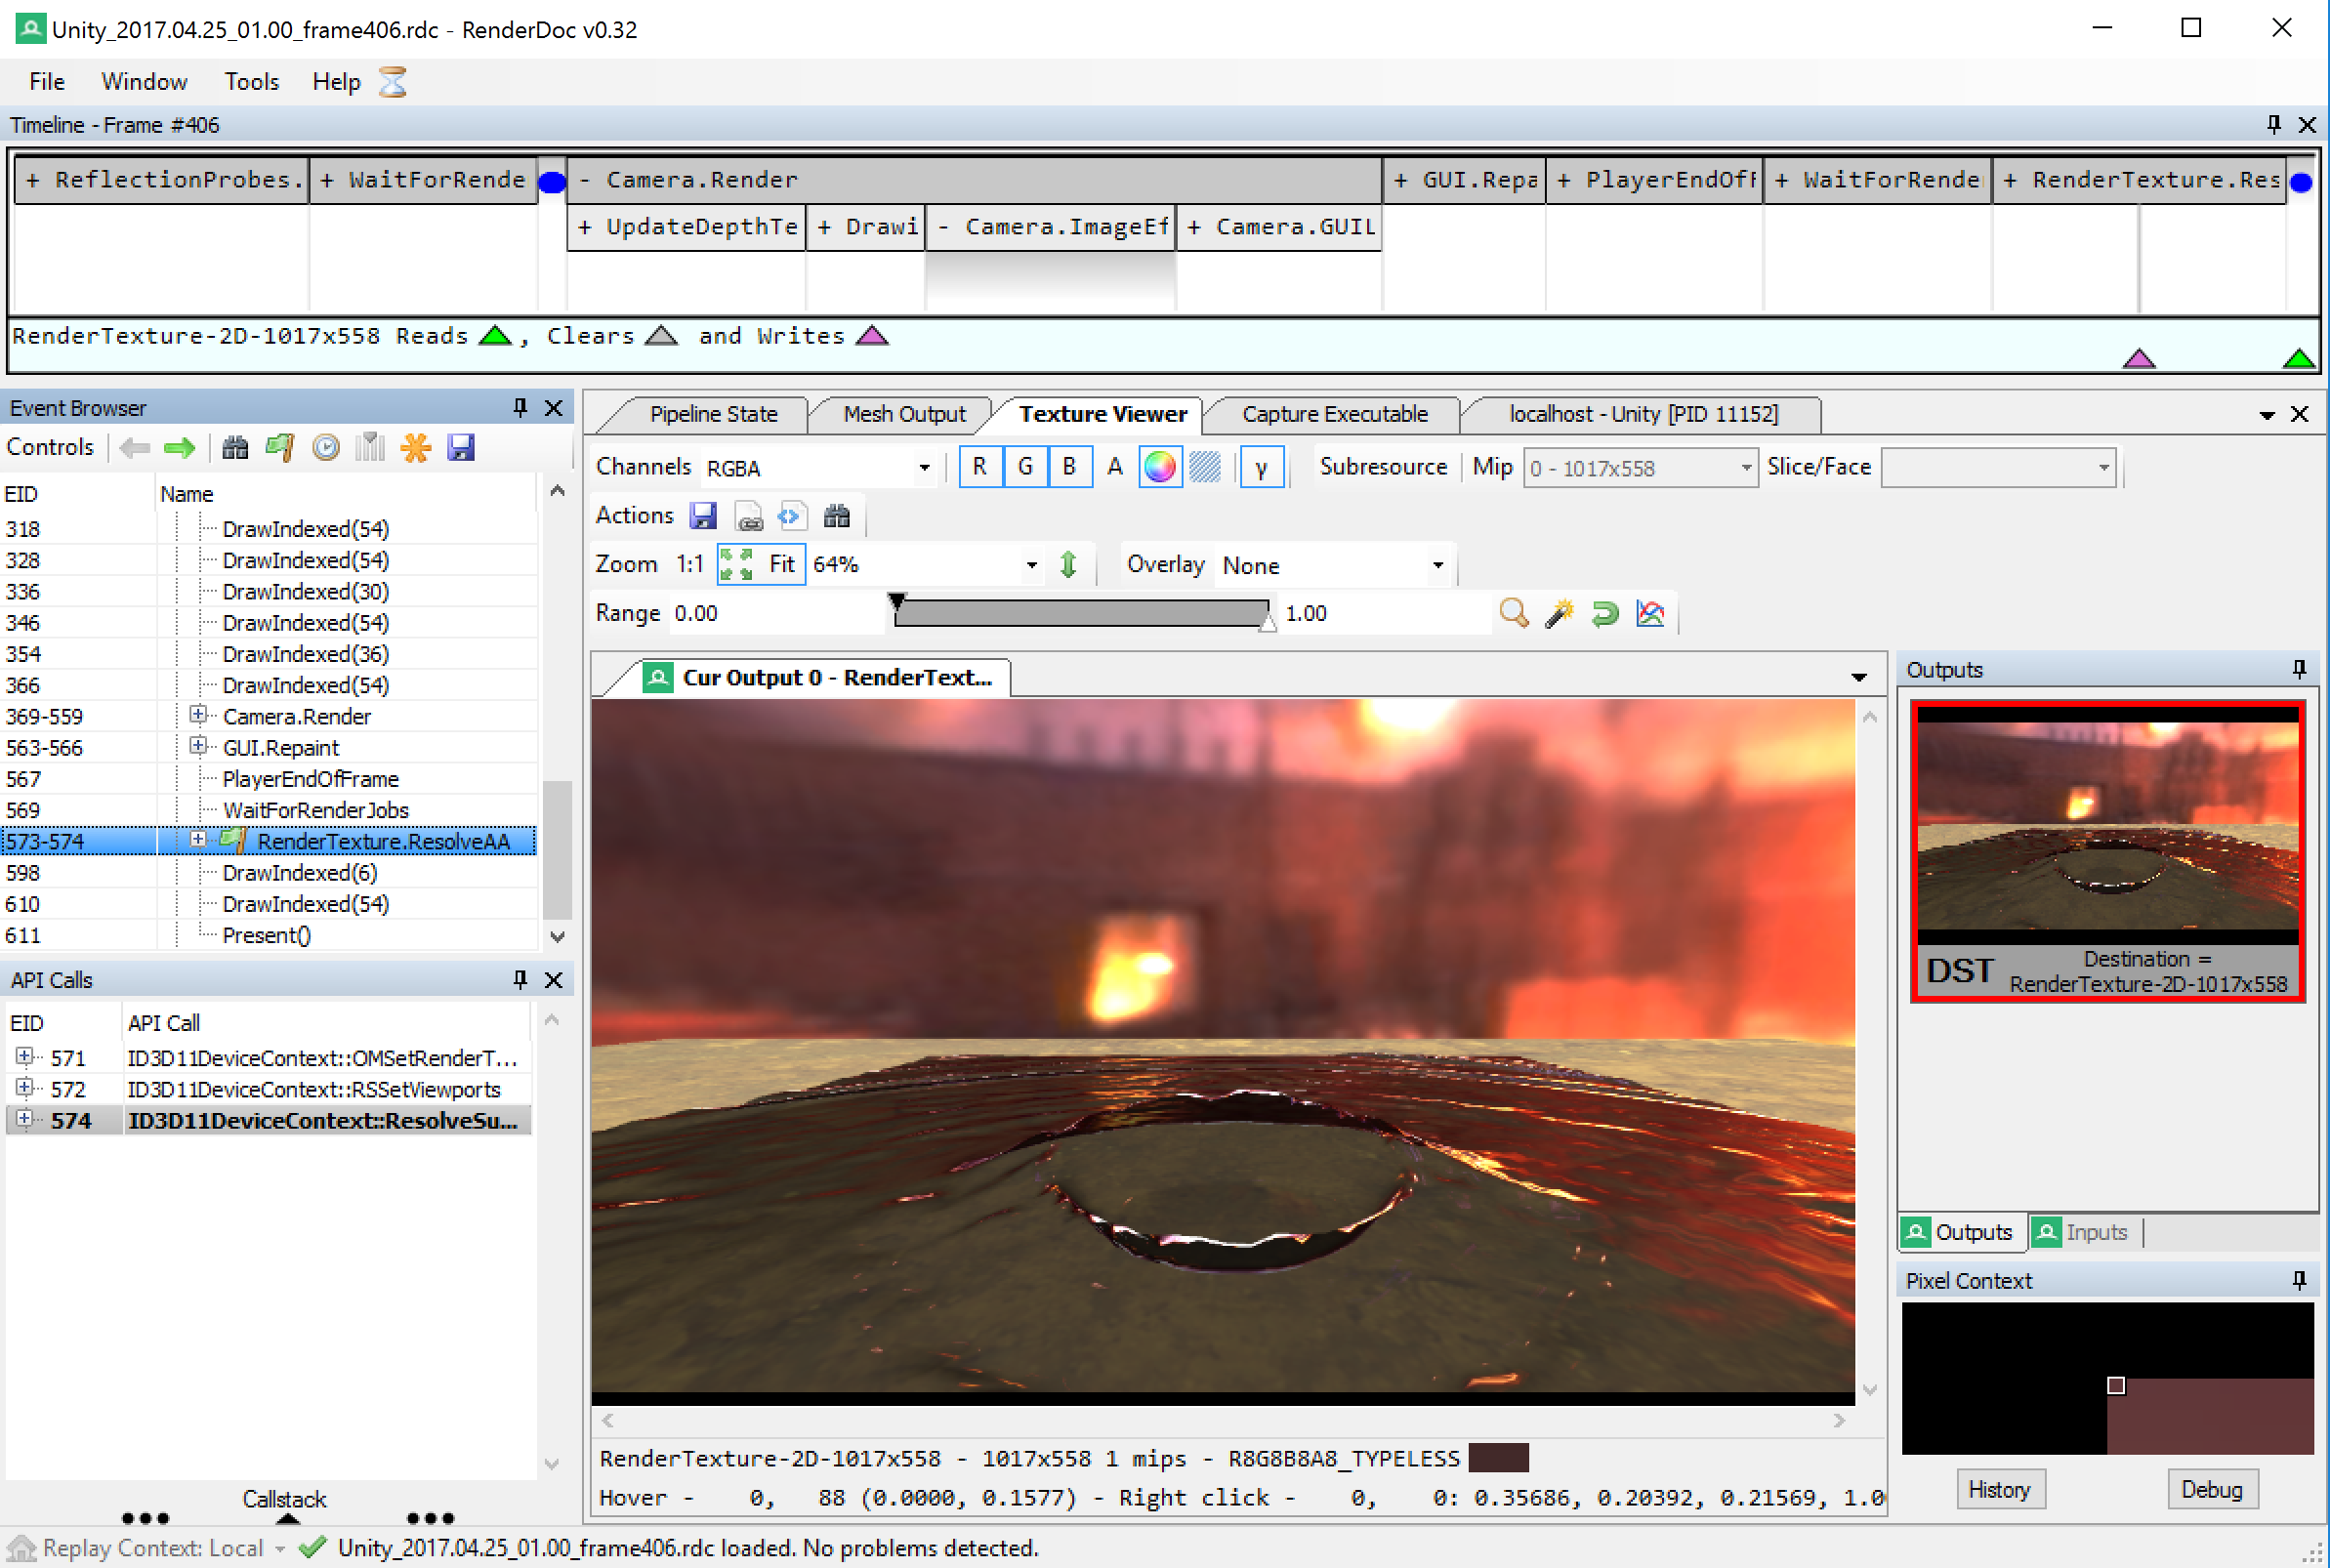 Unity_2017.04.25_01.00_frame406.rdc - RenderDoc v0.32
File Window Tools Help
Timeline - Frame #406
+ ReflectionProbes. + WaitForRende - Camera.Render + GUI.Repa + PlayerEndOfF + WaitForRender + RenderTexture.Res
+ UpdateDepthTe + Drawi - Camera.ImageEf + Camera.GUIL
RenderTexture-2D-1017x558 Reads , Clears and Writes
Event Browser
Controls
EID Name
318 DrawIndexed(54)
328 DrawIndexed(54)
336 DrawIndexed(30)
346 DrawIndexed(54)
354 DrawIndexed(36)
366 DrawIndexed(54)
369-559 Camera.Render
563-566 GUI.Repaint
567 PlayerEndOfFrame
569 WaitForRenderJobs
573-574 RenderTexture.ResolveAA
598 DrawIndexed(6)
610 DrawIndexed(54)
611 Present()
API Calls
EID API Call
571 ID3D11DeviceContext::OMSetRenderT...
572 ID3D11DeviceContext::RSSetViewports
574 ID3D11DeviceContext::ResolveSu...
Callstack
Pipeline State Mesh Output Texture Viewer Capture Executable localhost - Unity [PID 11152]
Channels RGBA R G B A γ Subresource Mip 0 - 1017x558 Slice/Face
Actions
Zoom 1:1 Fit 64% Overlay None
Range 0.00 1.00
Cur Output 0 - RenderText...
RenderTexture-2D-1017x558 - 1017x558 1 mips - R8G8B8A8_TYPELESS
Hover - 0, 88 (0.0000, 0.1577) - Right click - 0, 0: 0.35686, 0.20392, 0.21569, 1.0
Outputs
DST Destination =
RenderTexture-2D-1017x558
Outputs Inputs
Pixel Context
History Debug
Replay Context: Local Unity_2017.04.25_01.00_frame406.rdc loaded. No problems detected.